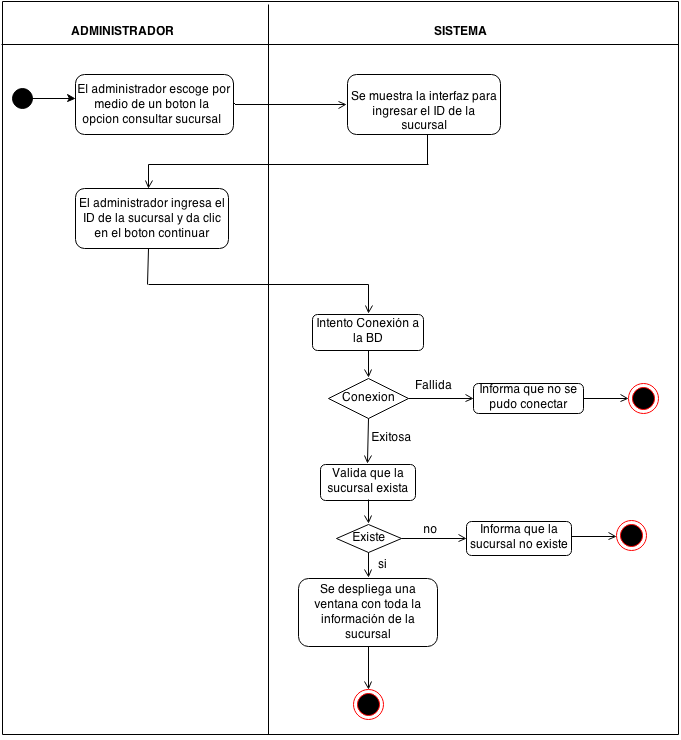 ADMINISTRADOR
SISTEMA
El administrador escoge por
medio de un boton la
opcion consultar sucursal
Se muestra la interfaz para
ingresar el ID de la
sucursal
El administrador ingresa el
ID de la sucursal y da clic
en el boton continuar
Intento Conexión a
la BD
Conexion
Fallida
Informa que no se
pudo conectar
Exitosa
Valida que la
sucursal exista
Existe
no
Informa que la
sucursal no existe
si
Se despliega una
ventana con toda la
información de la
sucursal